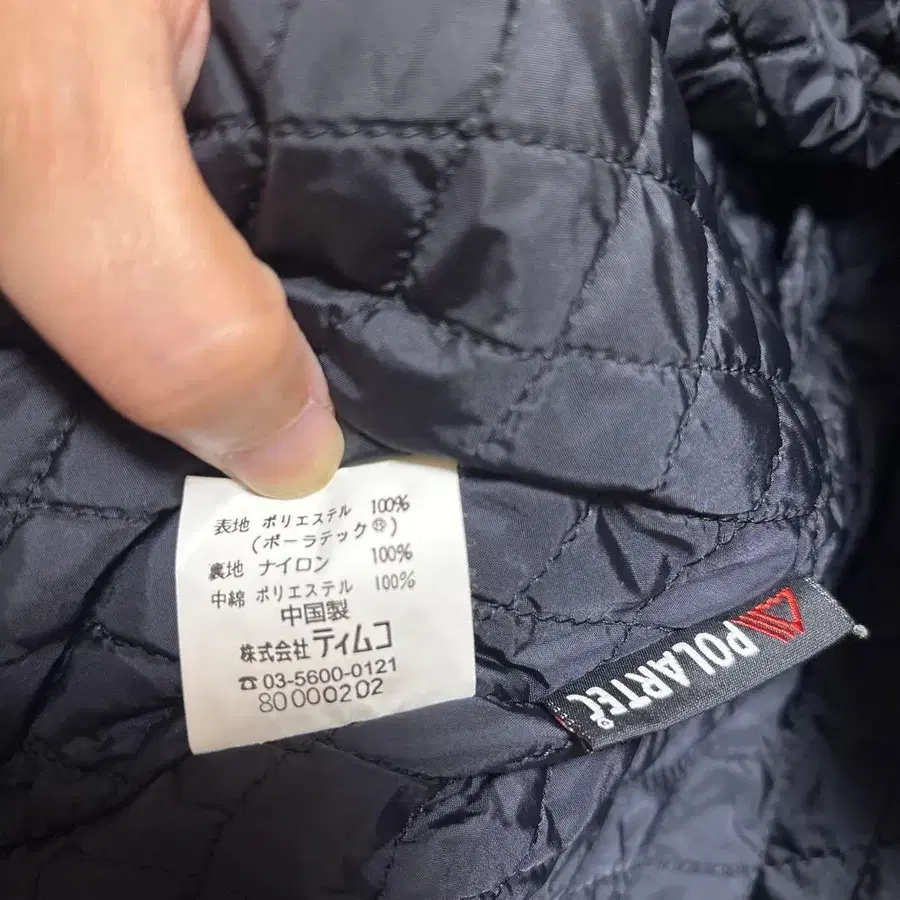 表地 ポリエステル 100%
(ポーラテック®)
裏地 ナイロン 100%
中綿 ポリエステル 100%
中国製
株式会社ティムコ
☎ 03-5600-0121
80000202
POLARTEC®